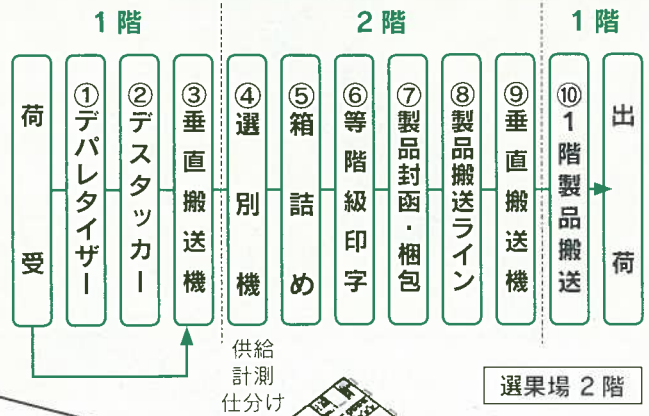 1階
2階
1階
荷受
①デパレタイザー
②デスタッカー
③垂直搬送機
④選別機
⑤箱詰め
⑥等階級印字
⑦製品封函・梱包
⑧製品搬送ライン
⑨垂直搬送機
⑩1階製品搬送
出荷
供給
計測
仕分け
選果場 2階